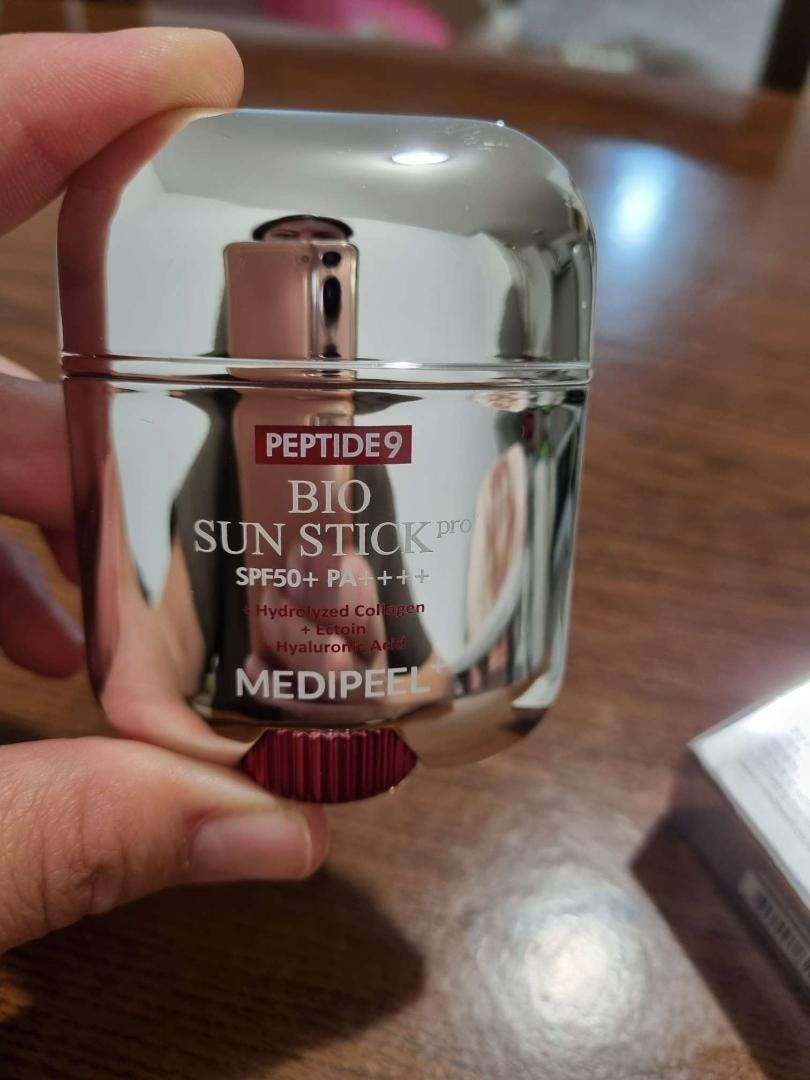 PEPTIDE9
BIO
SUN STICK pro
SPF50+ PA++++
+ Hydrolyzed Collagen
+ Ectoin
+ Hyaluronic Acid
MEDIPEEL+